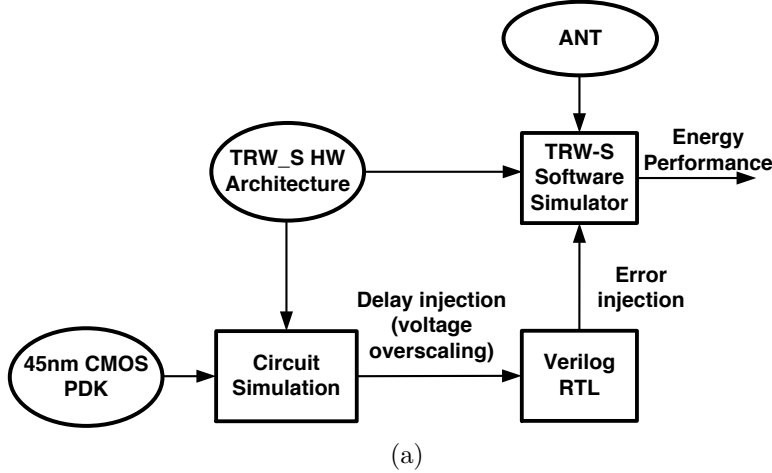 ANT
TRW_S HW
Architecture
TRW-S
Software
Simulator
Energy
Performance
Delay injection
(voltage
overscaling)
Error
injection
45nm CMOS
PDK
Circuit
Simulation
Verilog
RTL
(a)